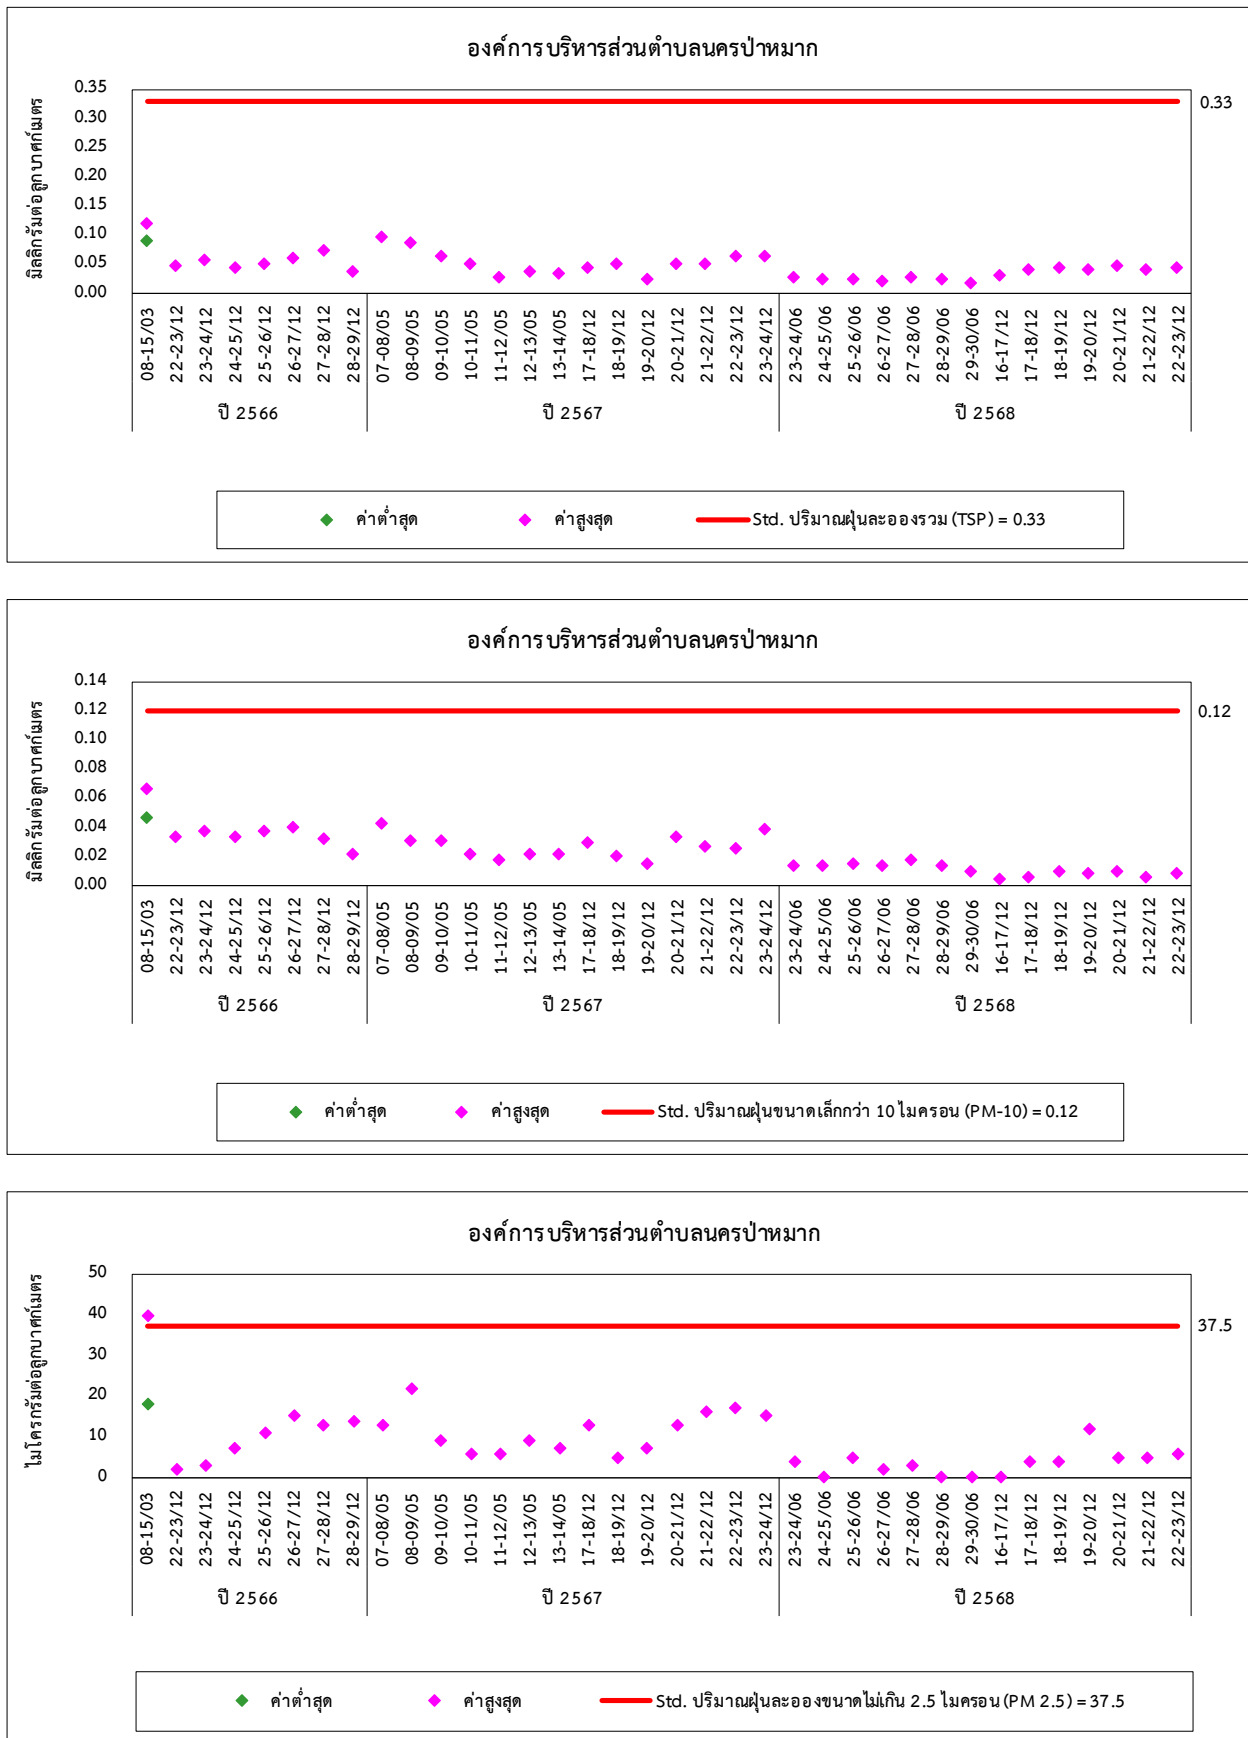 องค์การบริหารส่วนตำบลนครป่าหมาก
มิลลิกรัมต่อลูกบาศก์เมตร
0.35
0.30
0.25
0.20
0.15
0.10
0.05
0.00
0.33
08-15/03 22-23/12 23-24/12 24-25/12 25-26/12 26-27/12 27-28/12 28-29/12 07-08/05 08-09/05 09-10/05 10-11/05 11-12/05 12-13/05 13-14/05 17-18/12 18-19/12 19-20/12 20-21/12 21-22/12 22-23/12 23-24/12 23-24/06 24-25/06 25-26/06 26-27/06 27-28/06 28-29/06 29-30/06 16-17/12 17-18/12 18-19/12 19-20/12 20-21/12 21-22/12 22-23/12
ปี 2566 ปี 2567 ปี 2568
ค่าต่ำสุด ค่าสูงสุด Std. ปริมาณฝุ่นละอองรวม (TSP) = 0.33
องค์การบริหารส่วนตำบลนครป่าหมาก
มิลลิกรัมต่อลูกบาศก์เมตร
0.14
0.12
0.10
0.08
0.06
0.04
0.02
0.00
0.12
08-15/03 22-23/12 23-24/12 24-25/12 25-26/12 26-27/12 27-28/12 28-29/12 07-08/05 08-09/05 09-10/05 10-11/05 11-12/05 12-13/05 13-14/05 17-18/12 18-19/12 19-20/12 20-21/12 21-22/12 22-23/12 23-24/12 23-24/06 24-25/06 25-26/06 26-27/06 27-28/06 28-29/06 29-30/06 16-17/12 17-18/12 18-19/12 19-20/12 20-21/12 21-22/12 22-23/12
ปี 2566 ปี 2567 ปี 2568
ค่าต่ำสุด ค่าสูงสุด Std. ปริมาณฝุ่นขนาดเล็กกว่า 10 ไมครอน (PM-10) = 0.12
องค์การบริหารส่วนตำบลนครป่าหมาก
ไมโครกรัมต่อลูกบาศก์เมตร
50
40
30
20
10
0
37.5
08-15/03 22-23/12 23-24/12 24-25/12 25-26/12 26-27/12 27-28/12 28-29/12 07-08/05 08-09/05 09-10/05 10-11/05 11-12/05 12-13/05 13-14/05 17-18/12 18-19/12 19-20/12 20-21/12 21-22/12 22-23/12 23-24/12 23-24/06 24-25/06 25-26/06 26-27/06 27-28/06 28-29/06 29-30/06 16-17/12 17-18/12 18-19/12 19-20/12 20-21/12 21-22/12 22-23/12
ปี 2566 ปี 2567 ปี 2568
ค่าต่ำสุด ค่าสูงสุด Std. ปริมาณฝุ่นละอองขนาดไม่เกิน 2.5 ไมครอน (PM 2.5) = 37.5